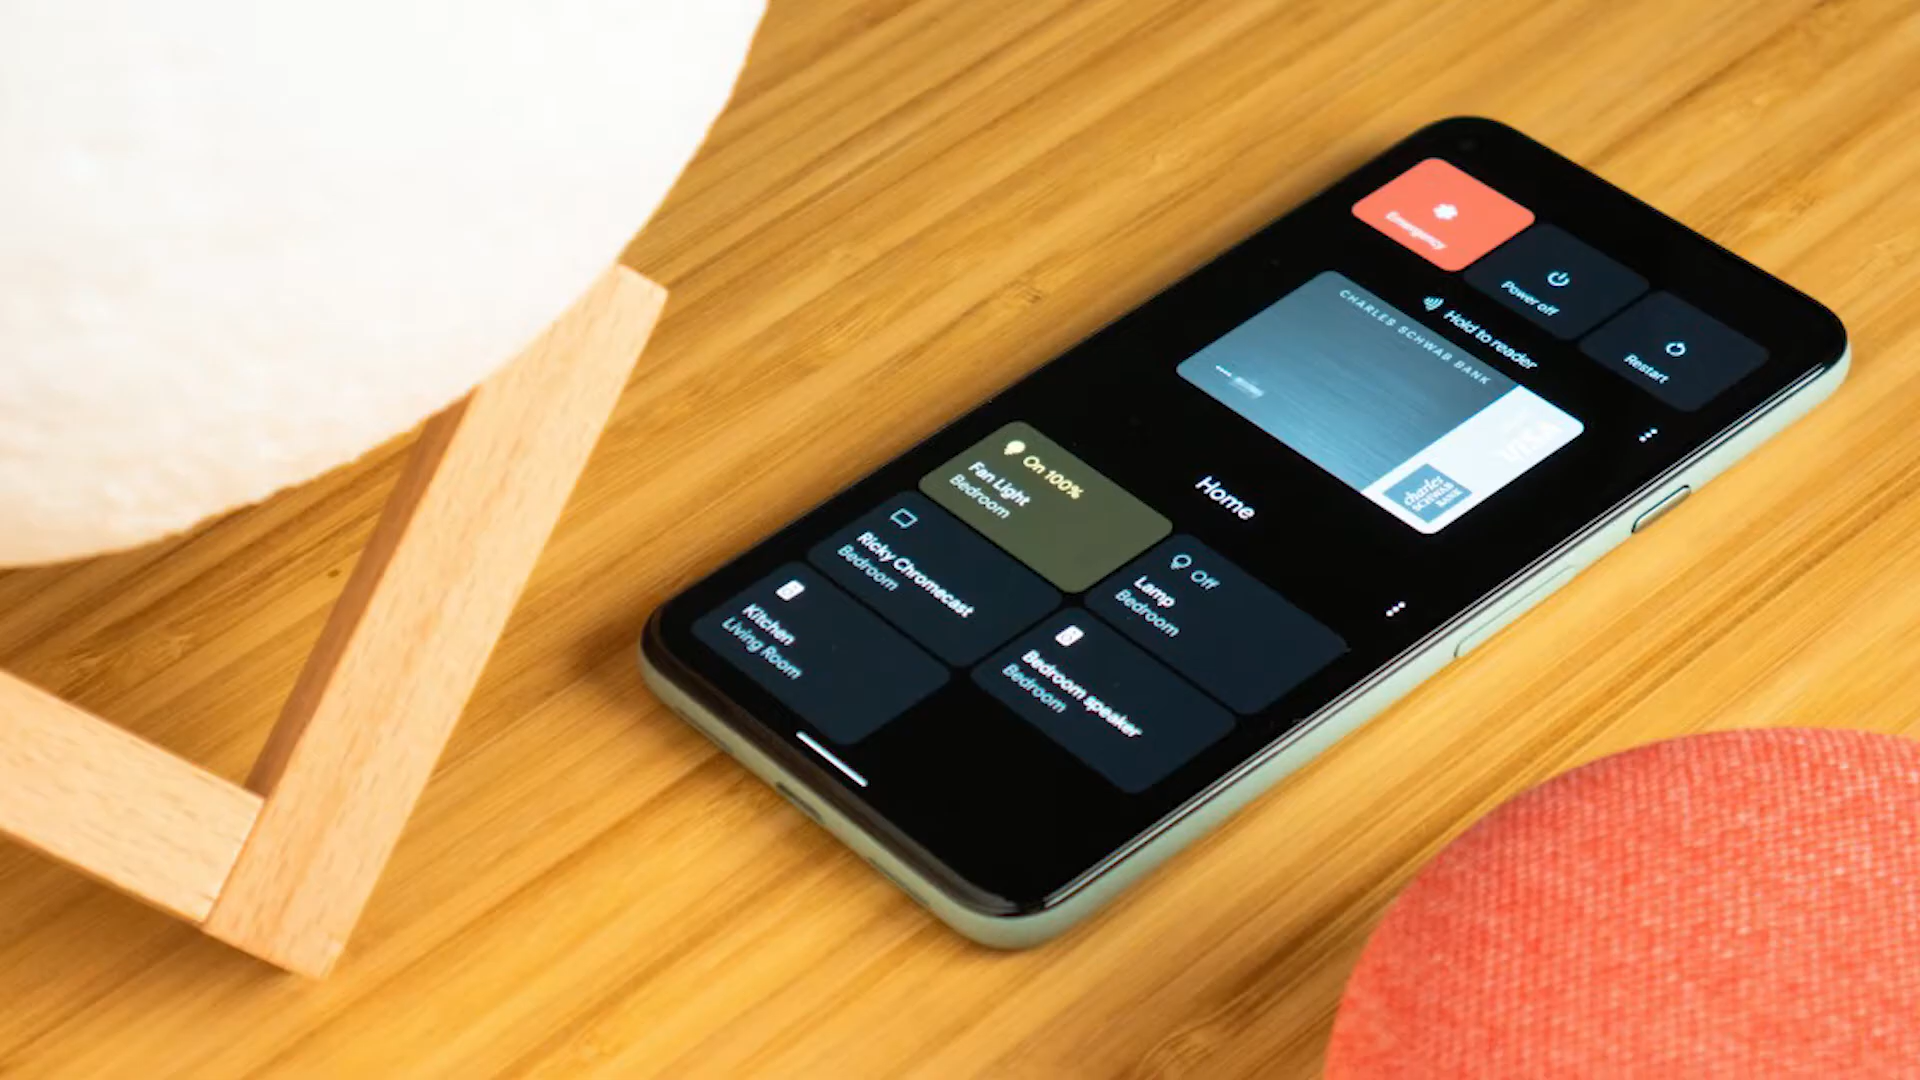 Emergency
Power off
Restart
Hold to reader
CHARLES SCHWAB BANK
VISA
charles
SCHWAB
BANK
Home
On 100%
Fan Light
Bedroom
Off
Lamp
Bedroom
Ricky Chromecast
Bedroom
Bedroom speaker
Bedroom
Kitchen
Living Room